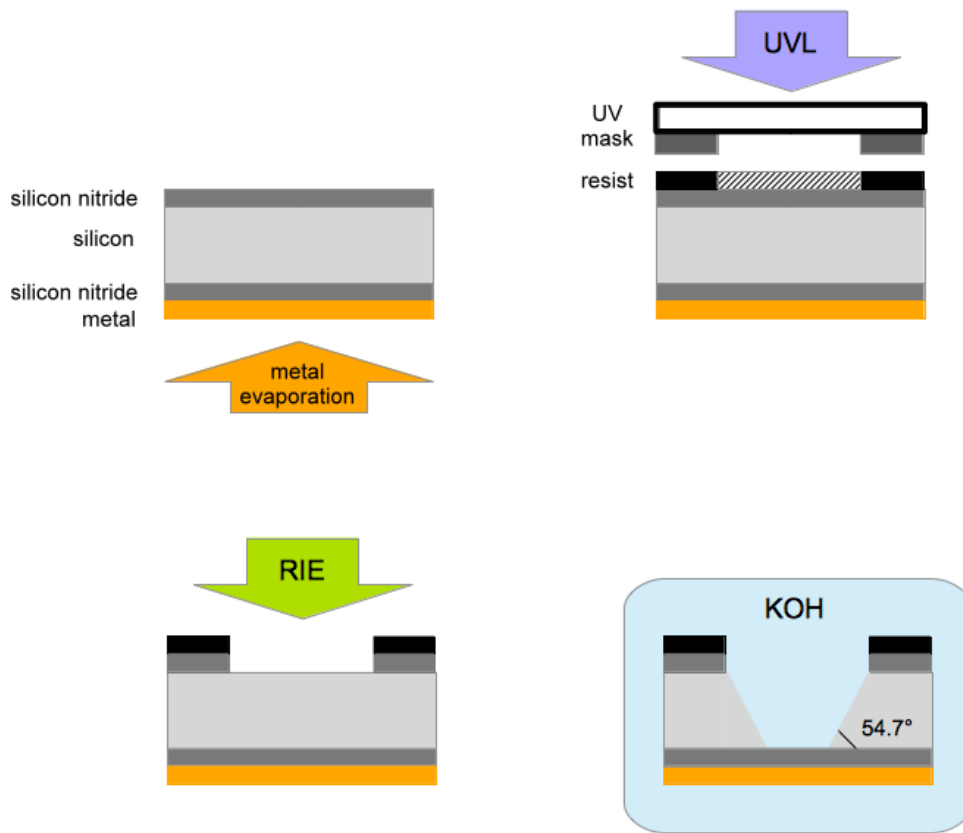 UVL
UV
mask
resist
silicon nitride
silicon
silicon nitride
metal
metal
evaporation
RIE
KOH
54.7°